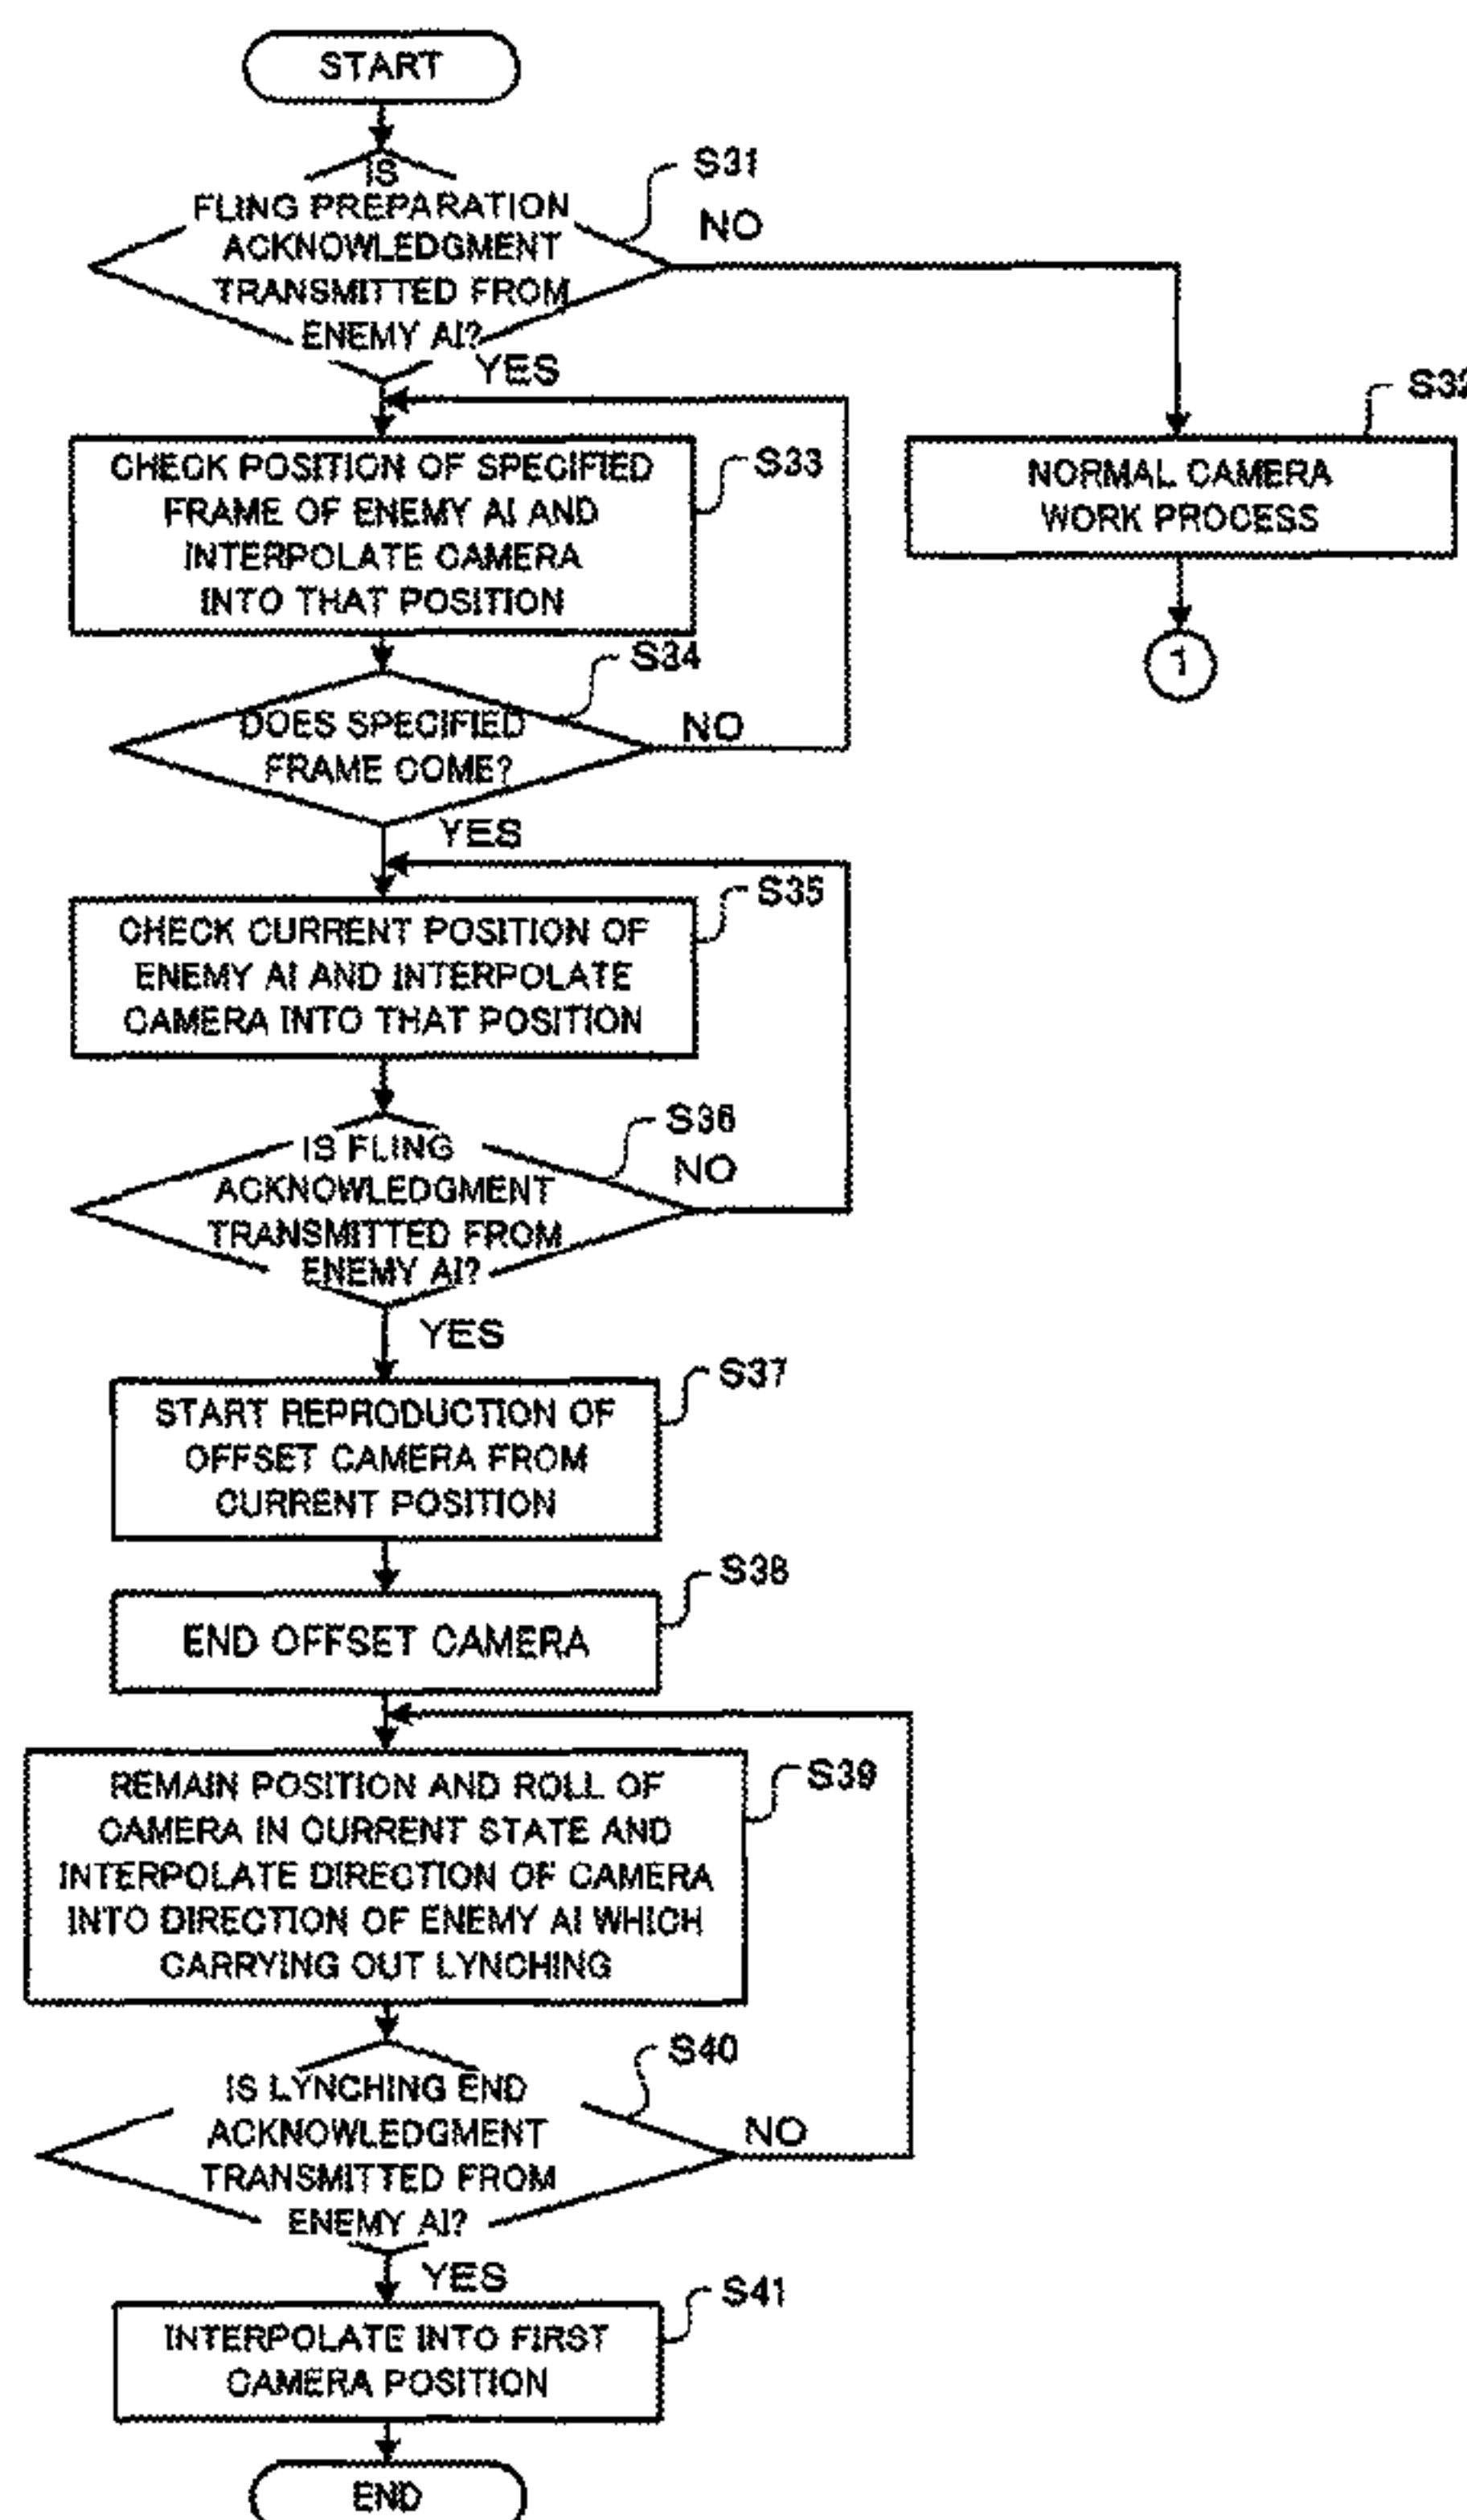 START
IS
FLING PREPARATION
ACKNOWLEDGMENT
TRANSMITTED FROM
ENEMY AI?
S31
NO
YES
S32
NORMAL CAMERA
WORK PROCESS
1
CHECK POSITION OF SPECIFIED
FRAME OF ENEMY AI AND
INTERPOLATE CAMERA
INTO THAT POSITION
S33
S34
DOES SPECIFIED
FRAME COME?
NO
YES
S35
CHECK CURRENT POSITION OF
ENEMY AI AND INTERPOLATE
CAMERA INTO THAT POSITION
S36
IS FLING
ACKNOWLEDGMENT
TRANSMITTED FROM
ENEMY AI?
NO
YES
S37
START REPRODUCTION OF
OFFSET CAMERA FROM
CURRENT POSITION
S38
END OFFSET CAMERA
S39
REMAIN POSITION AND ROLL OF
CAMERA IN CURRENT STATE AND
INTERPOLATE DIRECTION OF CAMERA
INTO DIRECTION OF ENEMY AI WHICH
CARRYING OUT LYNCHING
S40
IS LYNCHING END
ACKNOWLEDGMENT
TRANSMITTED FROM
ENEMY AI?
NO
YES
S41
INTERPOLATE INTO FIRST
CAMERA POSITION
END